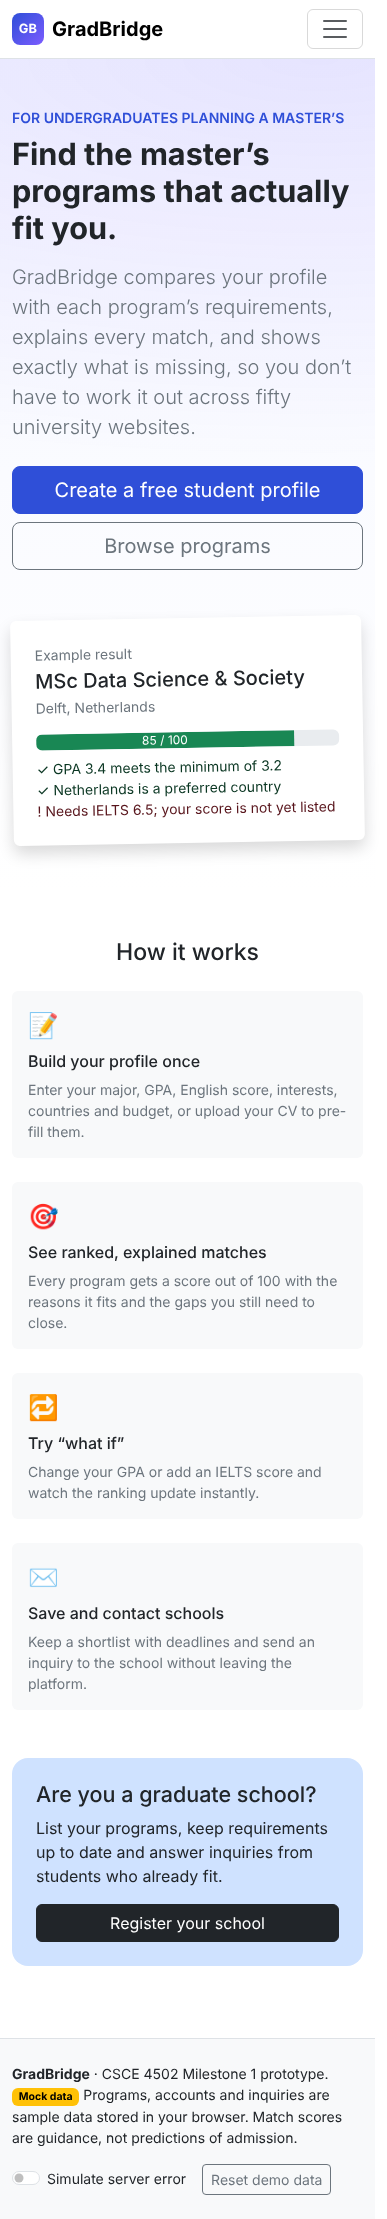 GB GradBridge
FOR UNDERGRADUATES PLANNING A MASTER’S
Find the master’s
programs that actually
fit you.
GradBridge compares your profile
with each program’s requirements,
explains every match, and shows
exactly what is missing, so you don’t
have to work it out across fifty
university websites.
Create a free student profile
Browse programs
Example result
MSc Data Science & Society
Delft, Netherlands
85 / 100
✓ GPA 3.4 meets the minimum of 3.2
✓ Netherlands is a preferred country
! Needs IELTS 6.5; your score is not yet listed
How it works
Build your profile once
Enter your major, GPA, English score, interests,
countries and budget, or upload your CV to pre-
fill them.
See ranked, explained matches
Every program gets a score out of 100 with the
reasons it fits and the gaps you still need to
close.
Try “what if”
Change your GPA or add an IELTS score and
watch the ranking update instantly.
Save and contact schools
Keep a shortlist with deadlines and send an
inquiry to the school without leaving the
platform.
Are you a graduate school?
List your programs, keep requirements
up to date and answer inquiries from
students who already fit.
Register your school
GradBridge · CSCE 4502 Milestone 1 prototype.
Mock data Programs, accounts and inquiries are
sample data stored in your browser. Match scores
are guidance, not predictions of admission.
Simulate server error Reset demo data